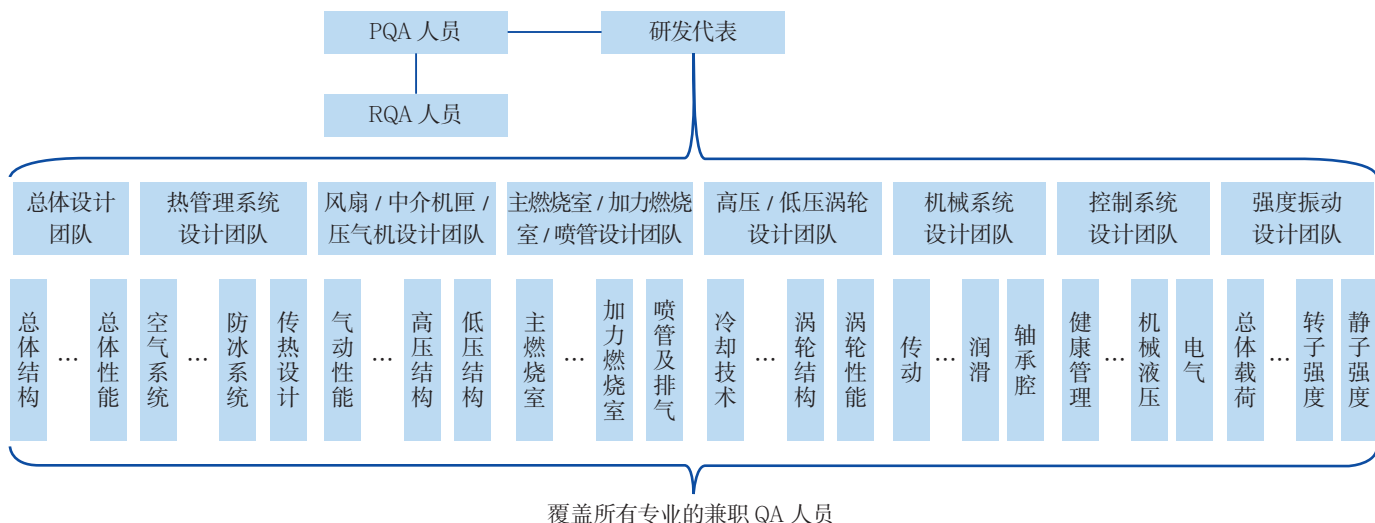 PQA 人员
研发代表
RQA 人员
总体设计
团队
热管理系统
设计团队
风扇 / 中介机匣 /
压气机设计团队
主燃烧室 / 加力燃烧
室 / 喷管设计团队
高压 / 低压涡轮
设计团队
机械系统
设计团队
控制系统
设计团队
强度振动
设计团队
总体结构
…
总体性能
空气系统
…
防冰系统
传热设计
气动性能
…
高压结构
低压结构
主燃烧室
…
加力燃烧室
喷管及排气
冷却技术
…
涡轮结构
涡轮性能
传动
…
润滑
轴承腔
健康管理
…
机械液压
电气
总体载荷
…
转子强度
静子强度
覆盖所有专业的兼职 QA 人员